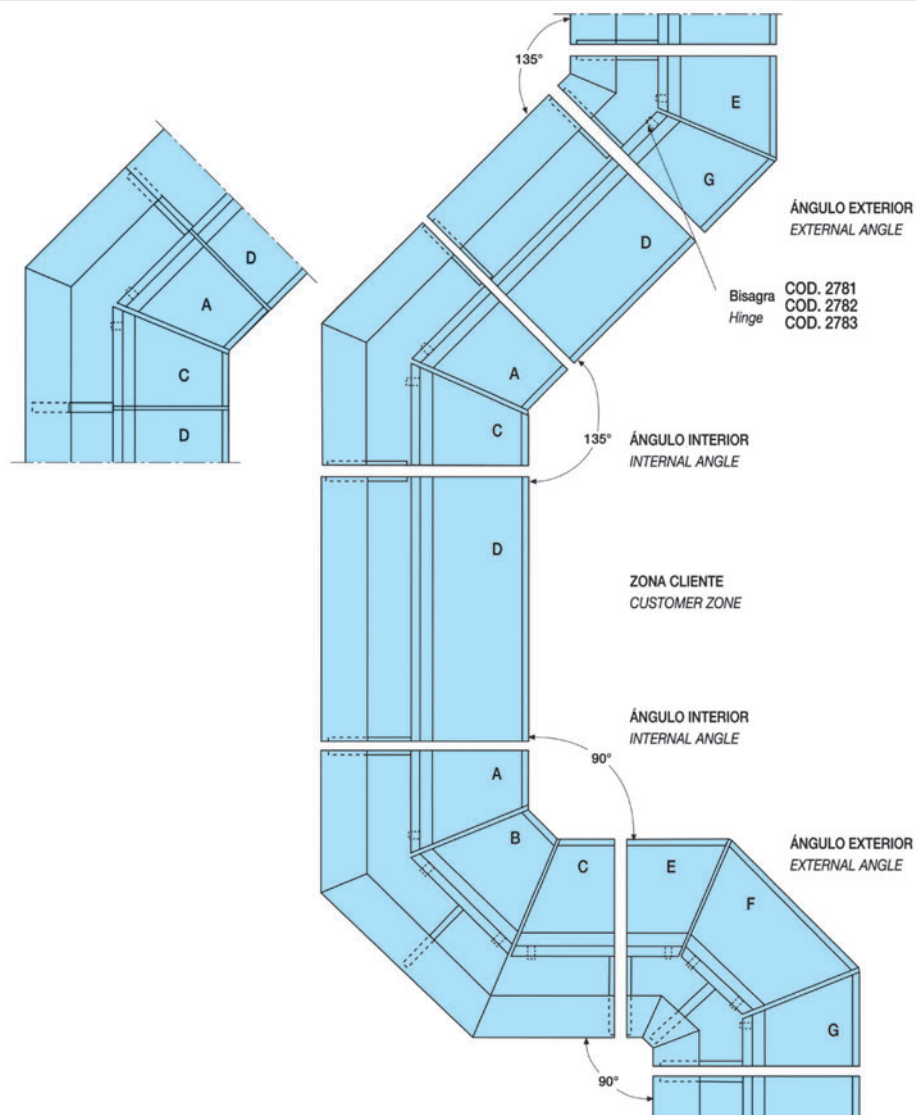 135°
E
G
ÁNGULO EXTERIOR
EXTERNAL ANGLE
D
D
A
Bisagra
Hinge
COD. 2781
COD. 2782
COD. 2783
A
C
C
D
135°
ÁNGULO INTERIOR
INTERNAL ANGLE
D
ZONA CLIENTE
CUSTOMER ZONE
ÁNGULO INTERIOR
INTERNAL ANGLE
90°
A
B
C
E
ÁNGULO EXTERIOR
EXTERNAL ANGLE
F
G
90°